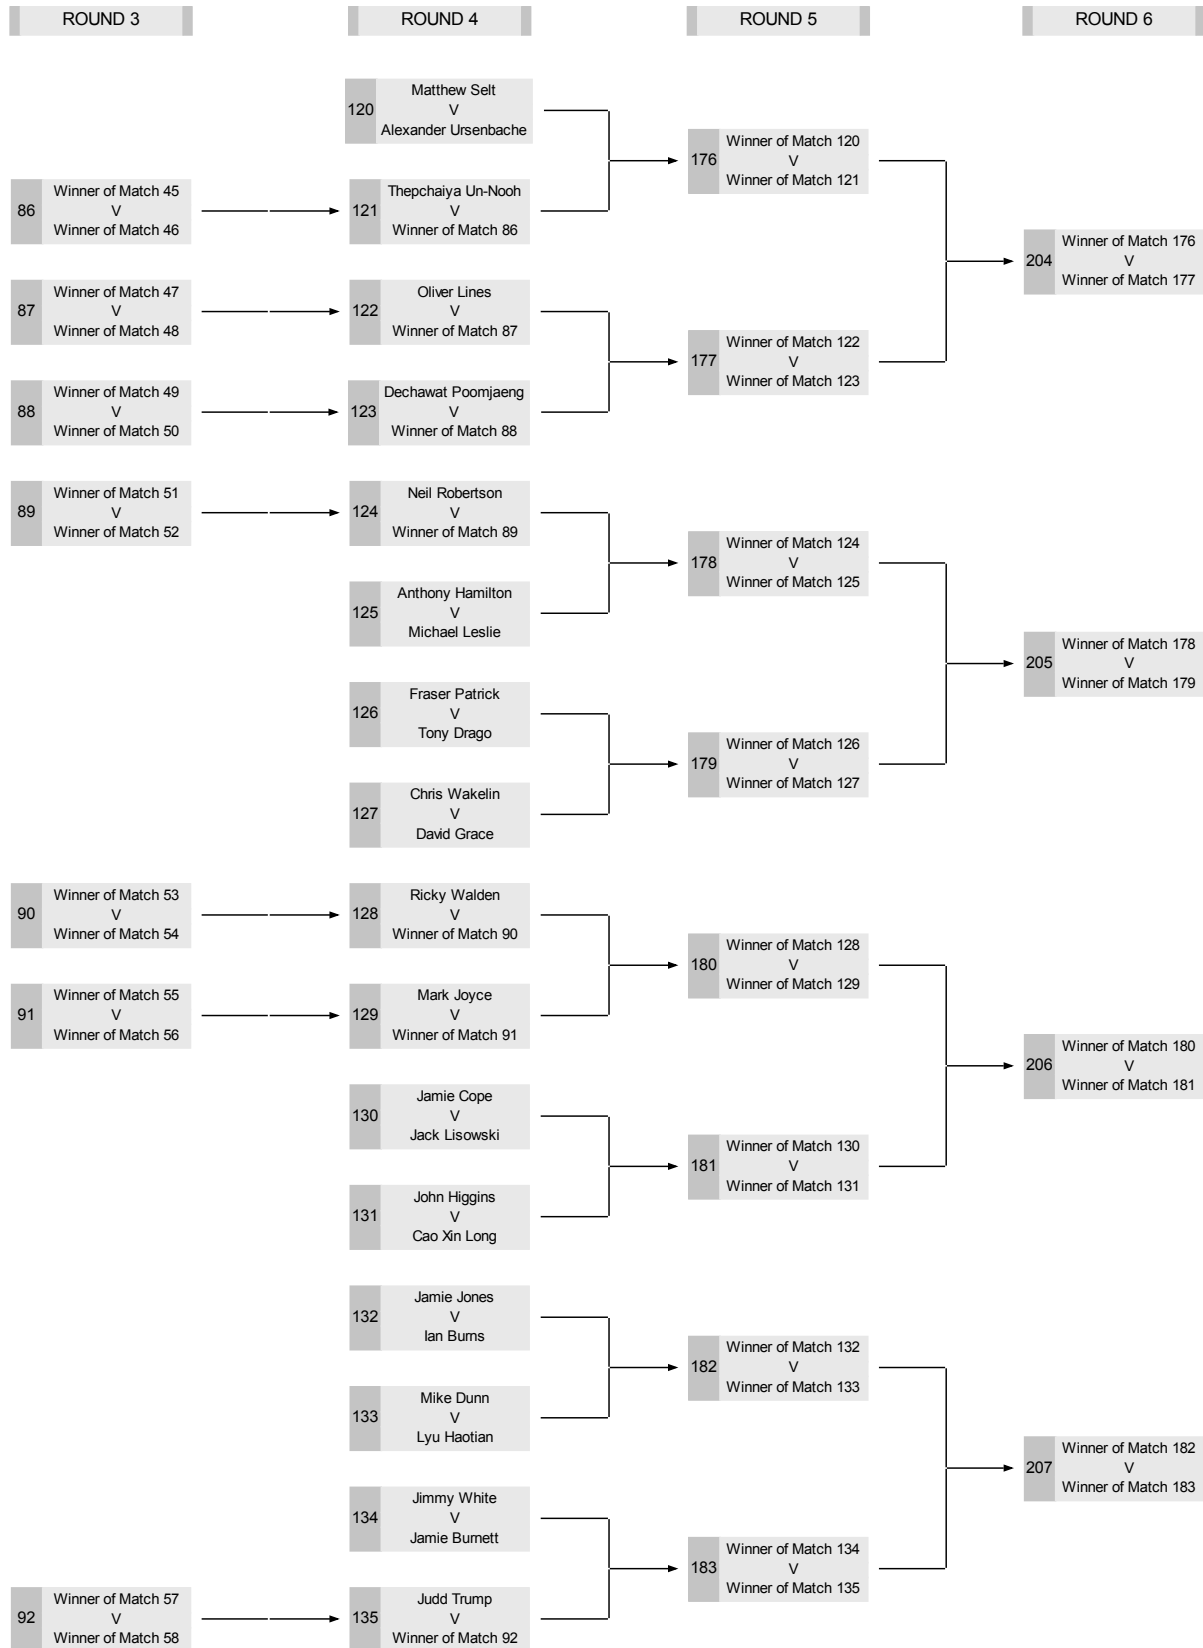 ROUND 3
ROUND 4
ROUND 5
ROUND 6
120
Matthew Selt
V
Alexander Ursenbache
176
Winner of Match 120
V
Winner of Match 121
86
Winner of Match 45
V
Winner of Match 46
121
Thepchaiya Un-Nooh
V
Winner of Match 86
204
Winner of Match 176
V
Winner of Match 177
87
Winner of Match 47
V
Winner of Match 48
122
Oliver Lines
V
Winner of Match 87
177
Winner of Match 122
V
Winner of Match 123
88
Winner of Match 49
V
Winner of Match 50
123
Dechawat Poomjaeng
V
Winner of Match 88
89
Winner of Match 51
V
Winner of Match 52
124
Neil Robertson
V
Winner of Match 89
178
Winner of Match 124
V
Winner of Match 125
125
Anthony Hamilton
V
Michael Leslie
205
Winner of Match 178
V
Winner of Match 179
126
Fraser Patrick
V
Tony Drago
179
Winner of Match 126
V
Winner of Match 127
127
Chris Wakelin
V
David Grace
90
Winner of Match 53
V
Winner of Match 54
128
Ricky Walden
V
Winner of Match 90
180
Winner of Match 128
V
Winner of Match 129
91
Winner of Match 55
V
Winner of Match 56
129
Mark Joyce
V
Winner of Match 91
206
Winner of Match 180
V
Winner of Match 181
130
Jamie Cope
V
Jack Lisowski
181
Winner of Match 130
V
Winner of Match 131
131
John Higgins
V
Cao Xin Long
132
Jamie Jones
V
Ian Burns
182
Winner of Match 132
V
Winner of Match 133
133
Mike Dunn
V
Lyu Haotian
207
Winner of Match 182
V
Winner of Match 183
134
Jimmy White
V
Jamie Burnett
183
Winner of Match 134
V
Winner of Match 135
92
Winner of Match 57
V
Winner of Match 58
135
Judd Trump
V
Winner of Match 92